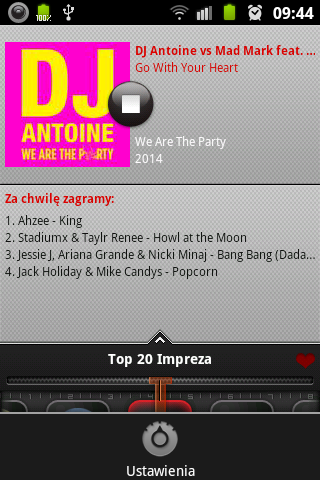 100%
09:44
DJ
ANTOINE
WE ARE THE PARTY
DJ Antoine vs Mad Mark feat. ...
Go With Your Heart
We Are The Party
2014
Za chwilę zagramy:
1. Ahzee - King
2. Stadiumx & Taylr Renee - Howl at the Moon
3. Jessie J, Ariana Grande & Nicki Minaj - Bang Bang (Dada...
4. Jack Holiday & Mike Candys - Popcorn
Top 20 Impreza
Ustawienia